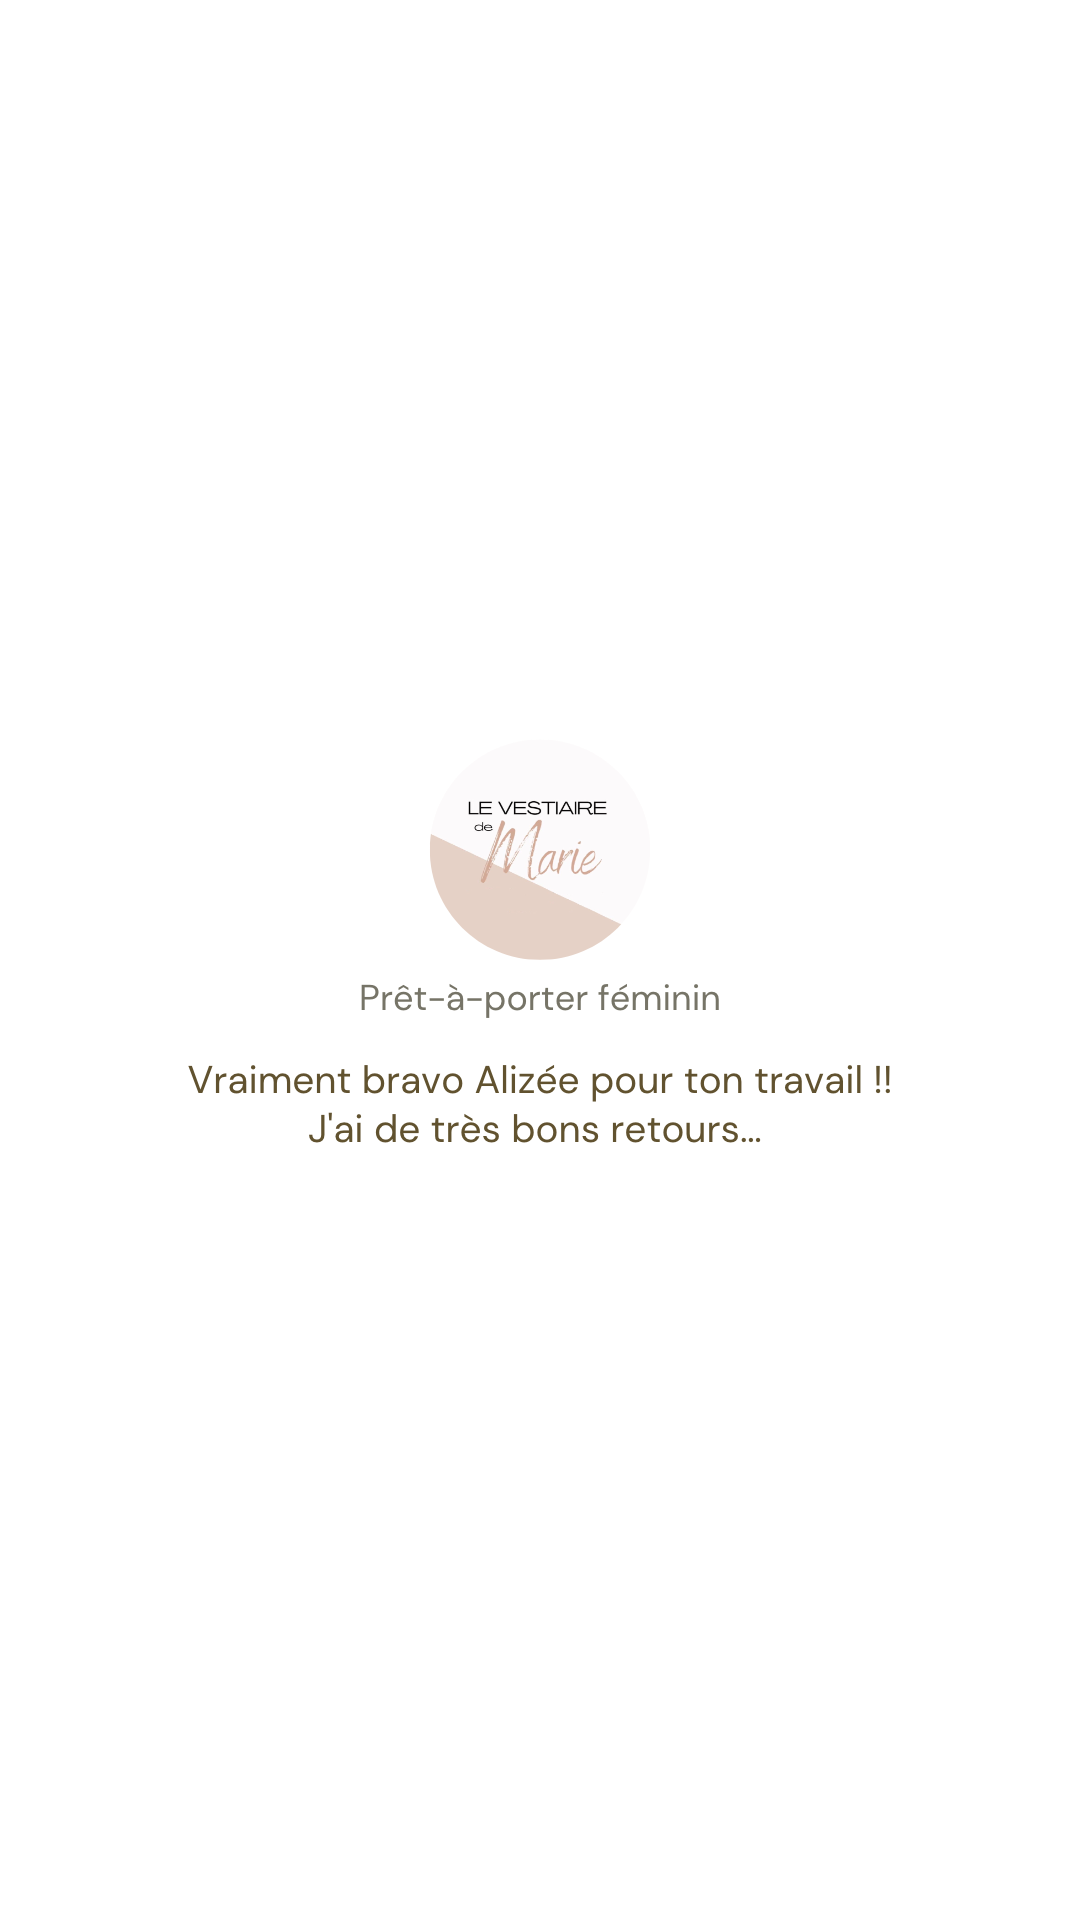 LE VESTIAIRE
de
Marie
Prêt-à-porter féminin
Vraiment bravo Alizée pour ton travail !!
J'ai de très bons retours...